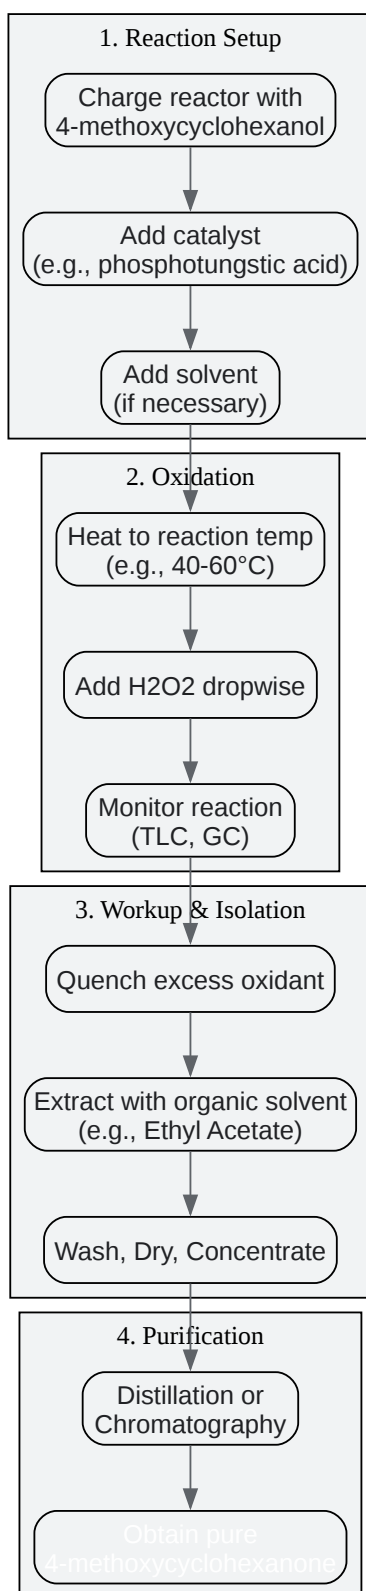 1. Reaction Setup
Charge reactor with
4-methoxycyclohexanol
Add catalyst
(e.g., phosphotungstic acid)
Add solvent
(if necessary)
2. Oxidation
Heat to reaction temp
(e.g., 40-60°C)
Add H2O2 dropwise
Monitor reaction
(TLC, GC)
3. Workup & Isolation
Quench excess oxidant
Extract with organic solvent
(e.g., Ethyl Acetate)
Wash, Dry, Concentrate
4. Purification
Distillation or
Chromatography
Obtain pure
4-methoxycyclohexanone